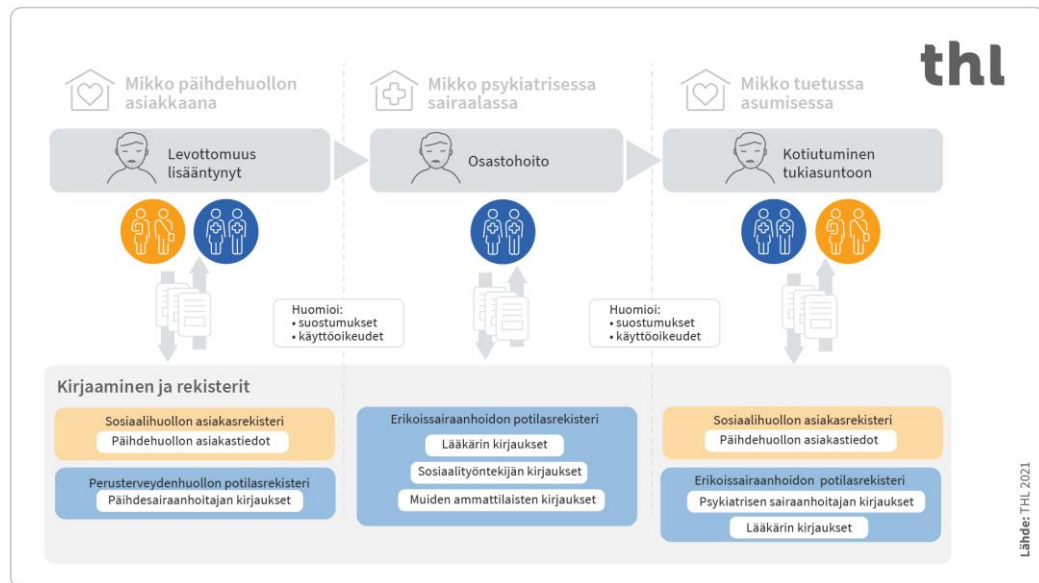 thl
Mikko päihdehuollon
asiakkaana
Mikko psykiatrisessa
sairaalassa
Mikko tuetussa
asumisessa
Levottomuus
lisääntynyt
Osastohoito
Kotiutuminen
tukiasuntoon
Huomioi:
• suostumukset
• käyttöoikeudet
Huomioi:
• suostumukset
• käyttöoikeudet
Kirjaaminen ja rekisterit
Sosiaalihuollon asiakasrekisteri
Päihdehuollon asiakastiedot
Perusterveydenhuollon potilasrekisteri
Päihdesairaanhoitajan kirjaukset
Erikoissairaanhoidon potilasrekisteri
Lääkärin kirjaukset
Sosiaalityöntekijän kirjaukset
Muiden ammattilaisten kirjaukset
Sosiaalihuollon asiakasrekisteri
Päihdehuollon asiakastiedot
Erikoissairaanhoidon potilasrekisteri
Psykiatrisen sairaanhoitajan kirjaukset
Lääkärin kirjaukset
Lähde: THL 2021